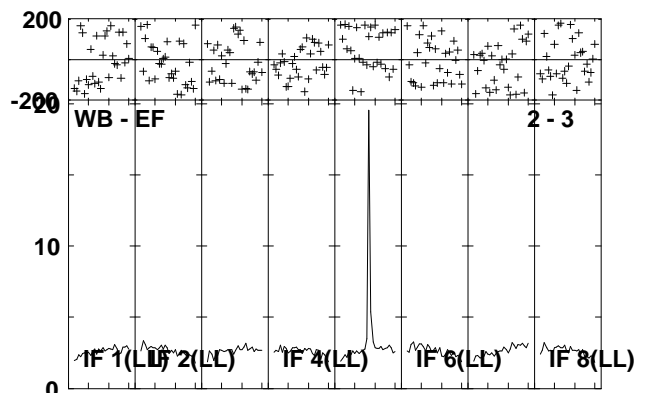 200
-200
20
WB - EF 2 - 3
10
IF 1(LL) IF 2(LL) IF 4(LL) IF 6(LL) IF 8(LL)
0